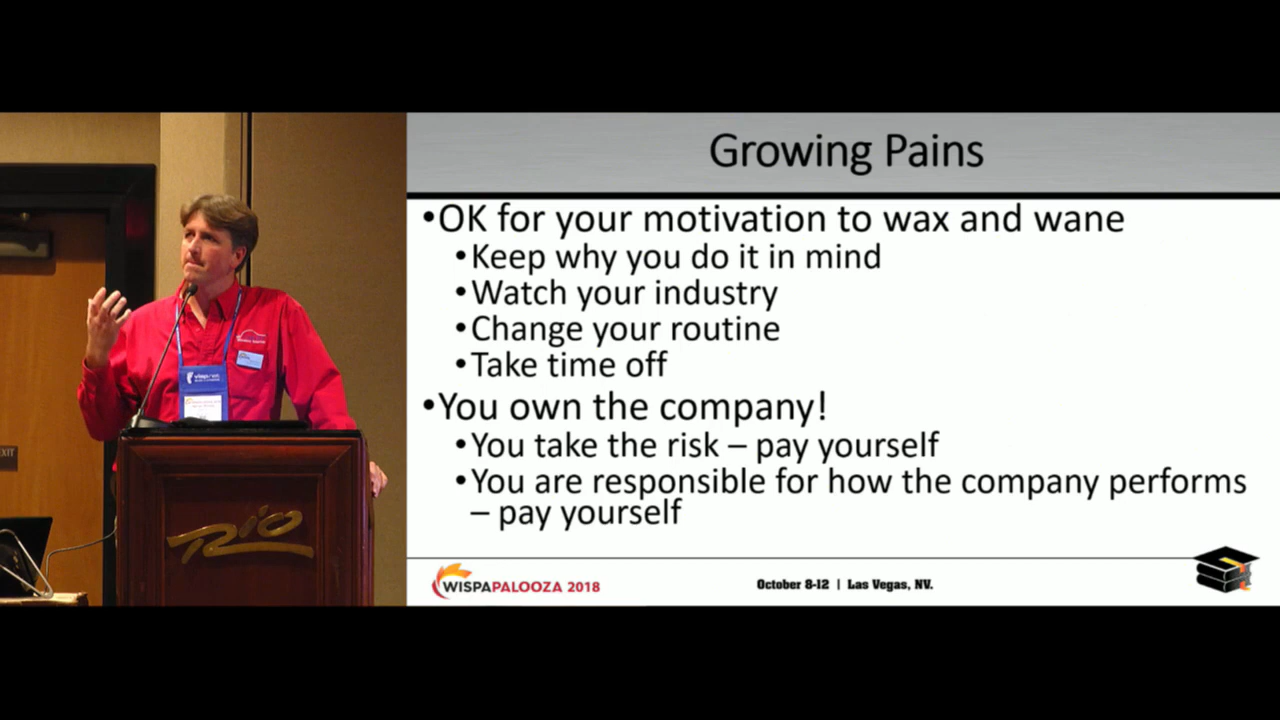 Growing Pains
•OK for your motivation to wax and wane
•Keep why you do it in mind
•Watch your industry
•Change your routine
•Take time off
•You own the company!
•You take the risk – pay yourself
•You are responsible for how the company performs
– pay yourself
WISPAPALOOZA 2018
October 8-12 | Las Vegas, NV.
Rio
EXIT